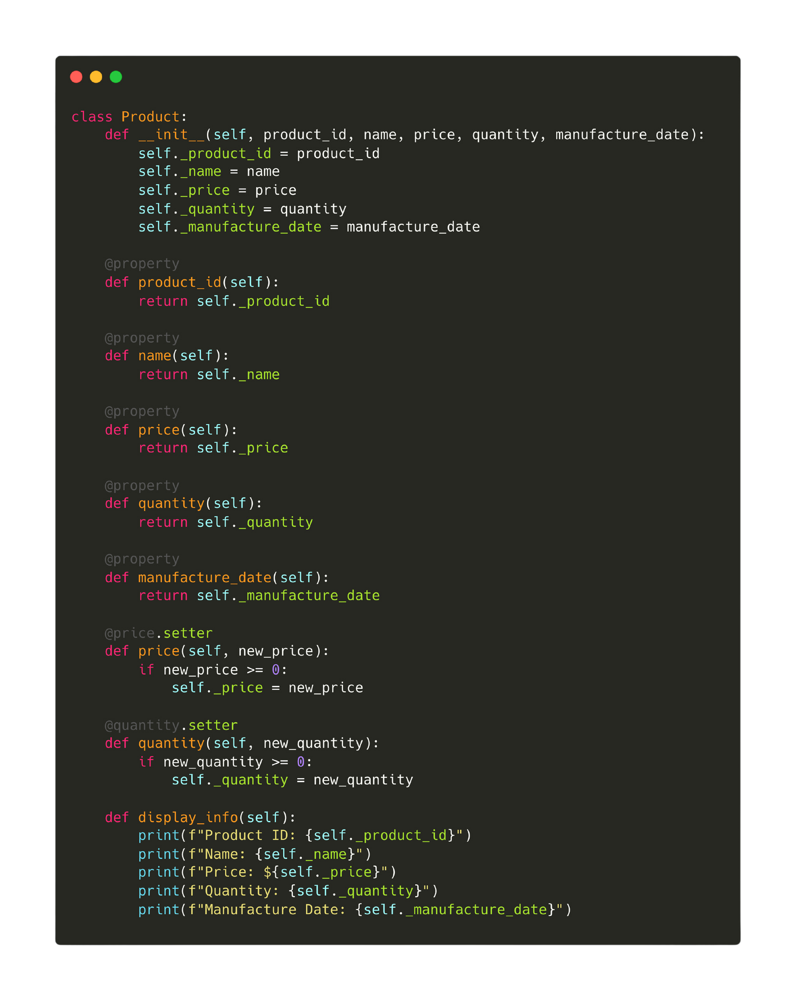 class Product:
    def __init__(self, product_id, name, price, quantity, manufacture_date):
        self._product_id = product_id
        self._name = name
        self._price = price
        self._quantity = quantity
        self._manufacture_date = manufacture_date

    @property
    def product_id(self):
        return self._product_id

    @property
    def name(self):
        return self._name

    @property
    def price(self):
        return self._price

    @property
    def quantity(self):
        return self._quantity

    @property
    def manufacture_date(self):
        return self._manufacture_date

    @price.setter
    def price(self, new_price):
        if new_price >= 0:
            self._price = new_price

    @quantity.setter
    def quantity(self, new_quantity):
        if new_quantity >= 0:
            self._quantity = new_quantity

    def display_info(self):
        print(f"Product ID: {self._product_id}")
        print(f"Name: {self._name}")
        print(f"Price: ${self._price}")
        print(f"Quantity: {self._quantity}")
        print(f"Manufacture Date: {self._manufacture_date}")